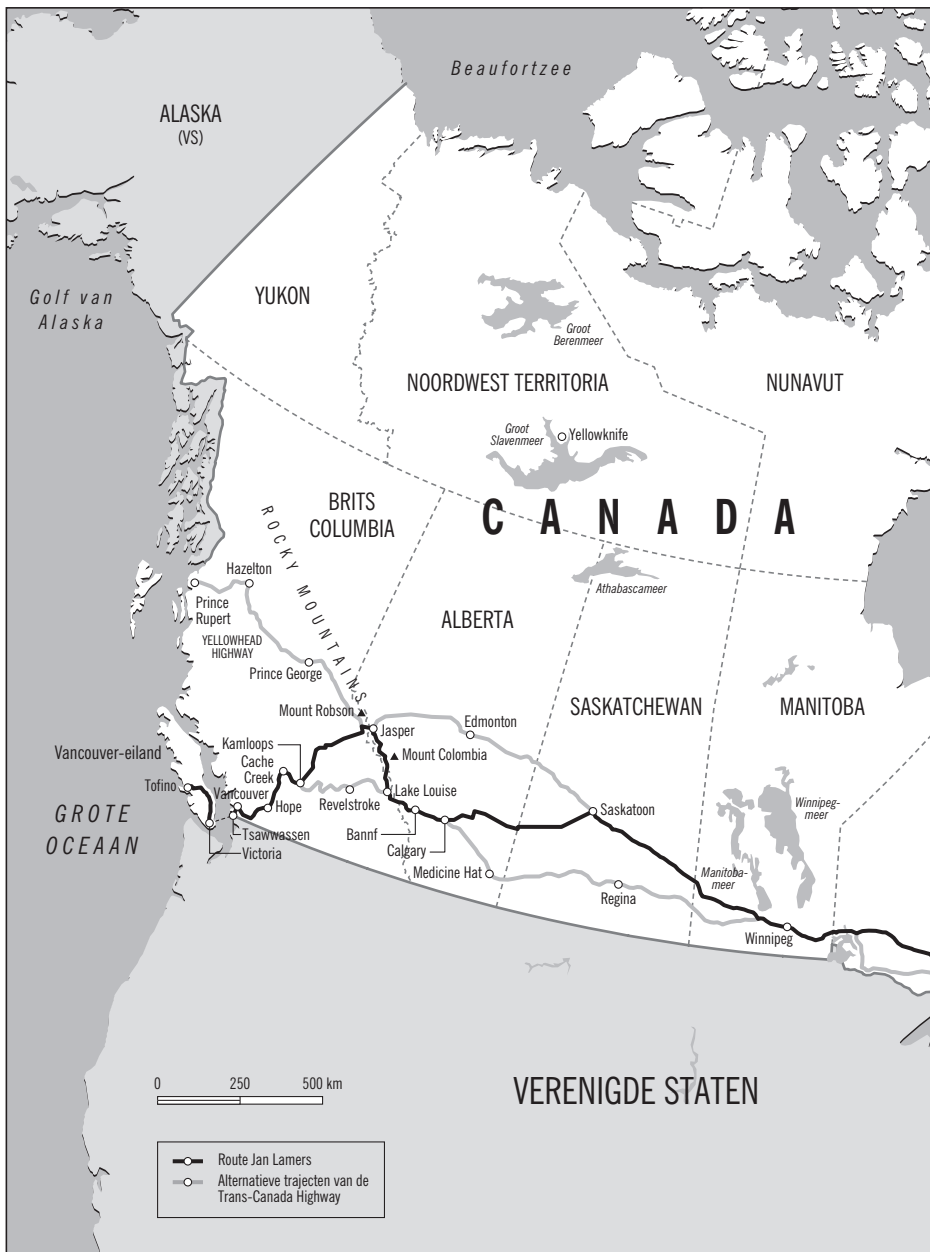 Beaufortzee
ALASKA
(VS)
Golf van
Alaska
YUKON
Groot
Berenmeer
NOORDWEST TERRITORIA
NUNAVUT
Groot
Slavenmeer
Yellowknife
BRITS
COLUMBIA
ROCKY MOUNTAINS
CANADA
Hazelton
Athabascameer
Prince
Rupert
ALBERTA
YELLOWHEAD
HIGHWAY
Prince George
SASKATCHEWAN
MANITOBA
Mount Robson
Jasper
Edmonton
Kamloops
Vancouver-eiland
Mount Colombia
Cache
Creek
Tofino
Vancouver
Hope
Revelstroke
Lake Louise
Saskatoon
Winnipeg-
meer
GROTE
OCEAAN
Tsawwassen
Bannf
Victoria
Calgary
Medicine Hat
Manitoba-
meer
Regina
Winnipeg
0 250 500 km
VERENIGDE STATEN
Route Jan Lamers
Alternatieve trajecten van de
Trans-Canada Highway